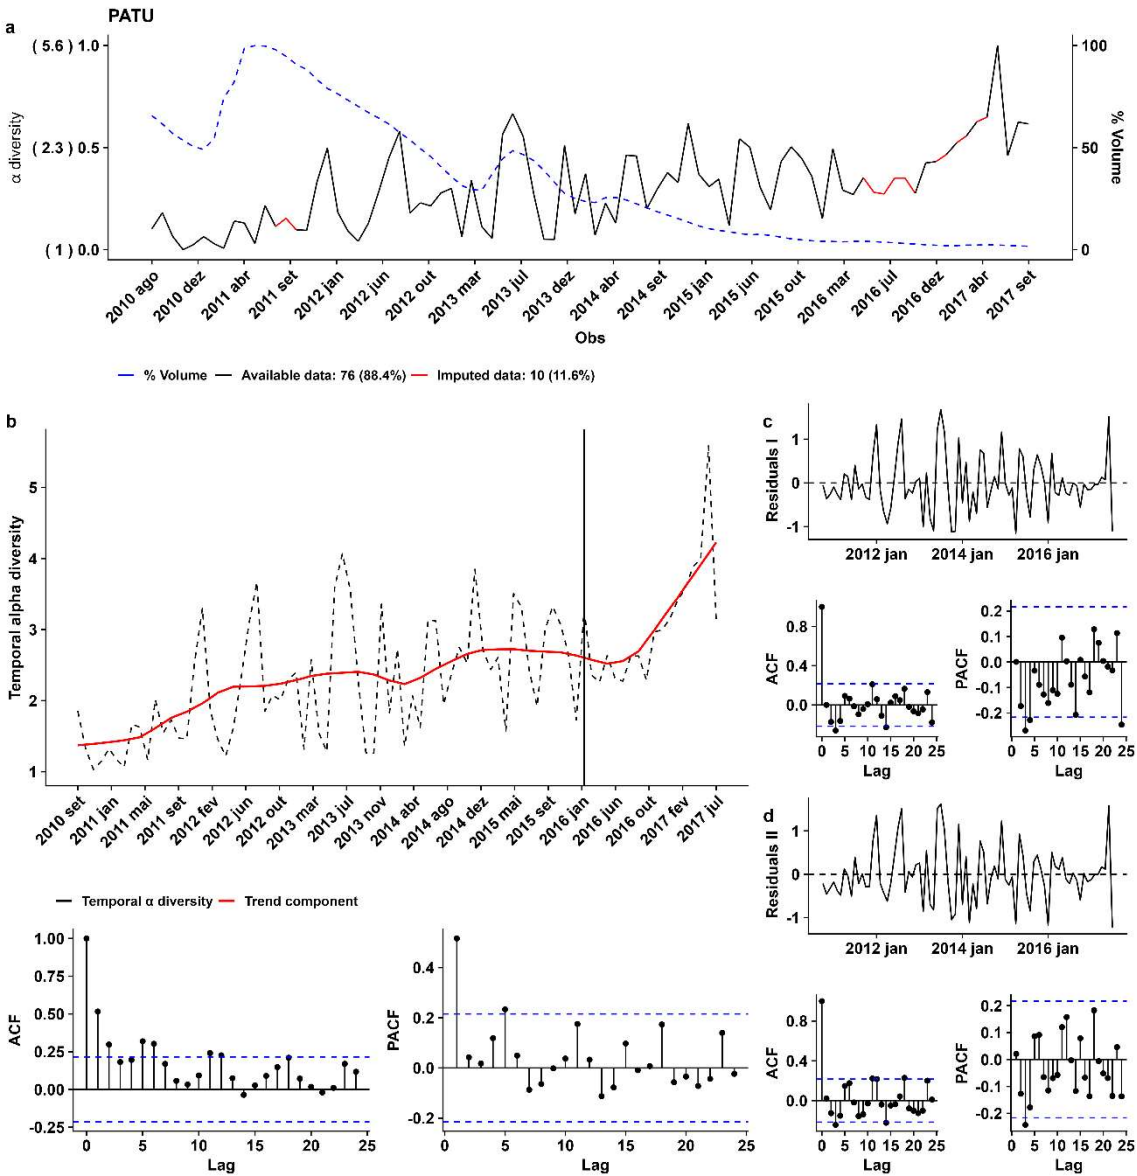 PATU
a
( 5.6 ) 1.0
( 2.3 ) 0.5
( 1 ) 0.0
α diversity
100
50
0
% Volume
2010 ago
2010 dez
2011 abr
2011 set
2012 jan
2012 jun
2012 out
2013 mar
2013 jul
2013 dez
2014 abr
2014 set
2015 jan
2015 jun
2015 out
2016 mar
2016 jul
2016 dez
2017 abr
2017 set
Obs
% Volume Available data: 76 (88.4%) Imputed data: 10 (11.6%)
b
Temporal alpha diversity
5
4
3
2
1
2010 set
2011 jan
2011 mai
2011 set
2012 fev
2012 jun
2012 out
2013 mar
2013 jul
2013 nov
2014 abr
2014 ago
2014 dez
2015 mai
2015 set
2016 jan
2016 jun
2016 out
2017 fev
2017 jul
Temporal α diversity Trend component
ACF
1.00
0.75
0.50
0.25
0.00
-0.25
0 5 10 15 20 25
Lag
PACF
0.4
0.2
0.0
-0.2
0 5 10 15 20 25
Lag
c
Residuals I
1
0
-1
2012 jan 2014 jan 2016 jan
ACF
0.8
0.4
0.0
0 5 10 15 20 25
Lag
PACF
0.2
0.1
0.0
-0.1
-0.2
0 5 10 15 20 25
Lag
d
Residuals II
1
0
-1
2012 jan 2014 jan 2016 jan
ACF
0.8
0.4
0.0
0 5 10 15 20 25
Lag
PACF
0.2
0.1
0.0
-0.1
-0.2
0 5 10 15 20 25
Lag